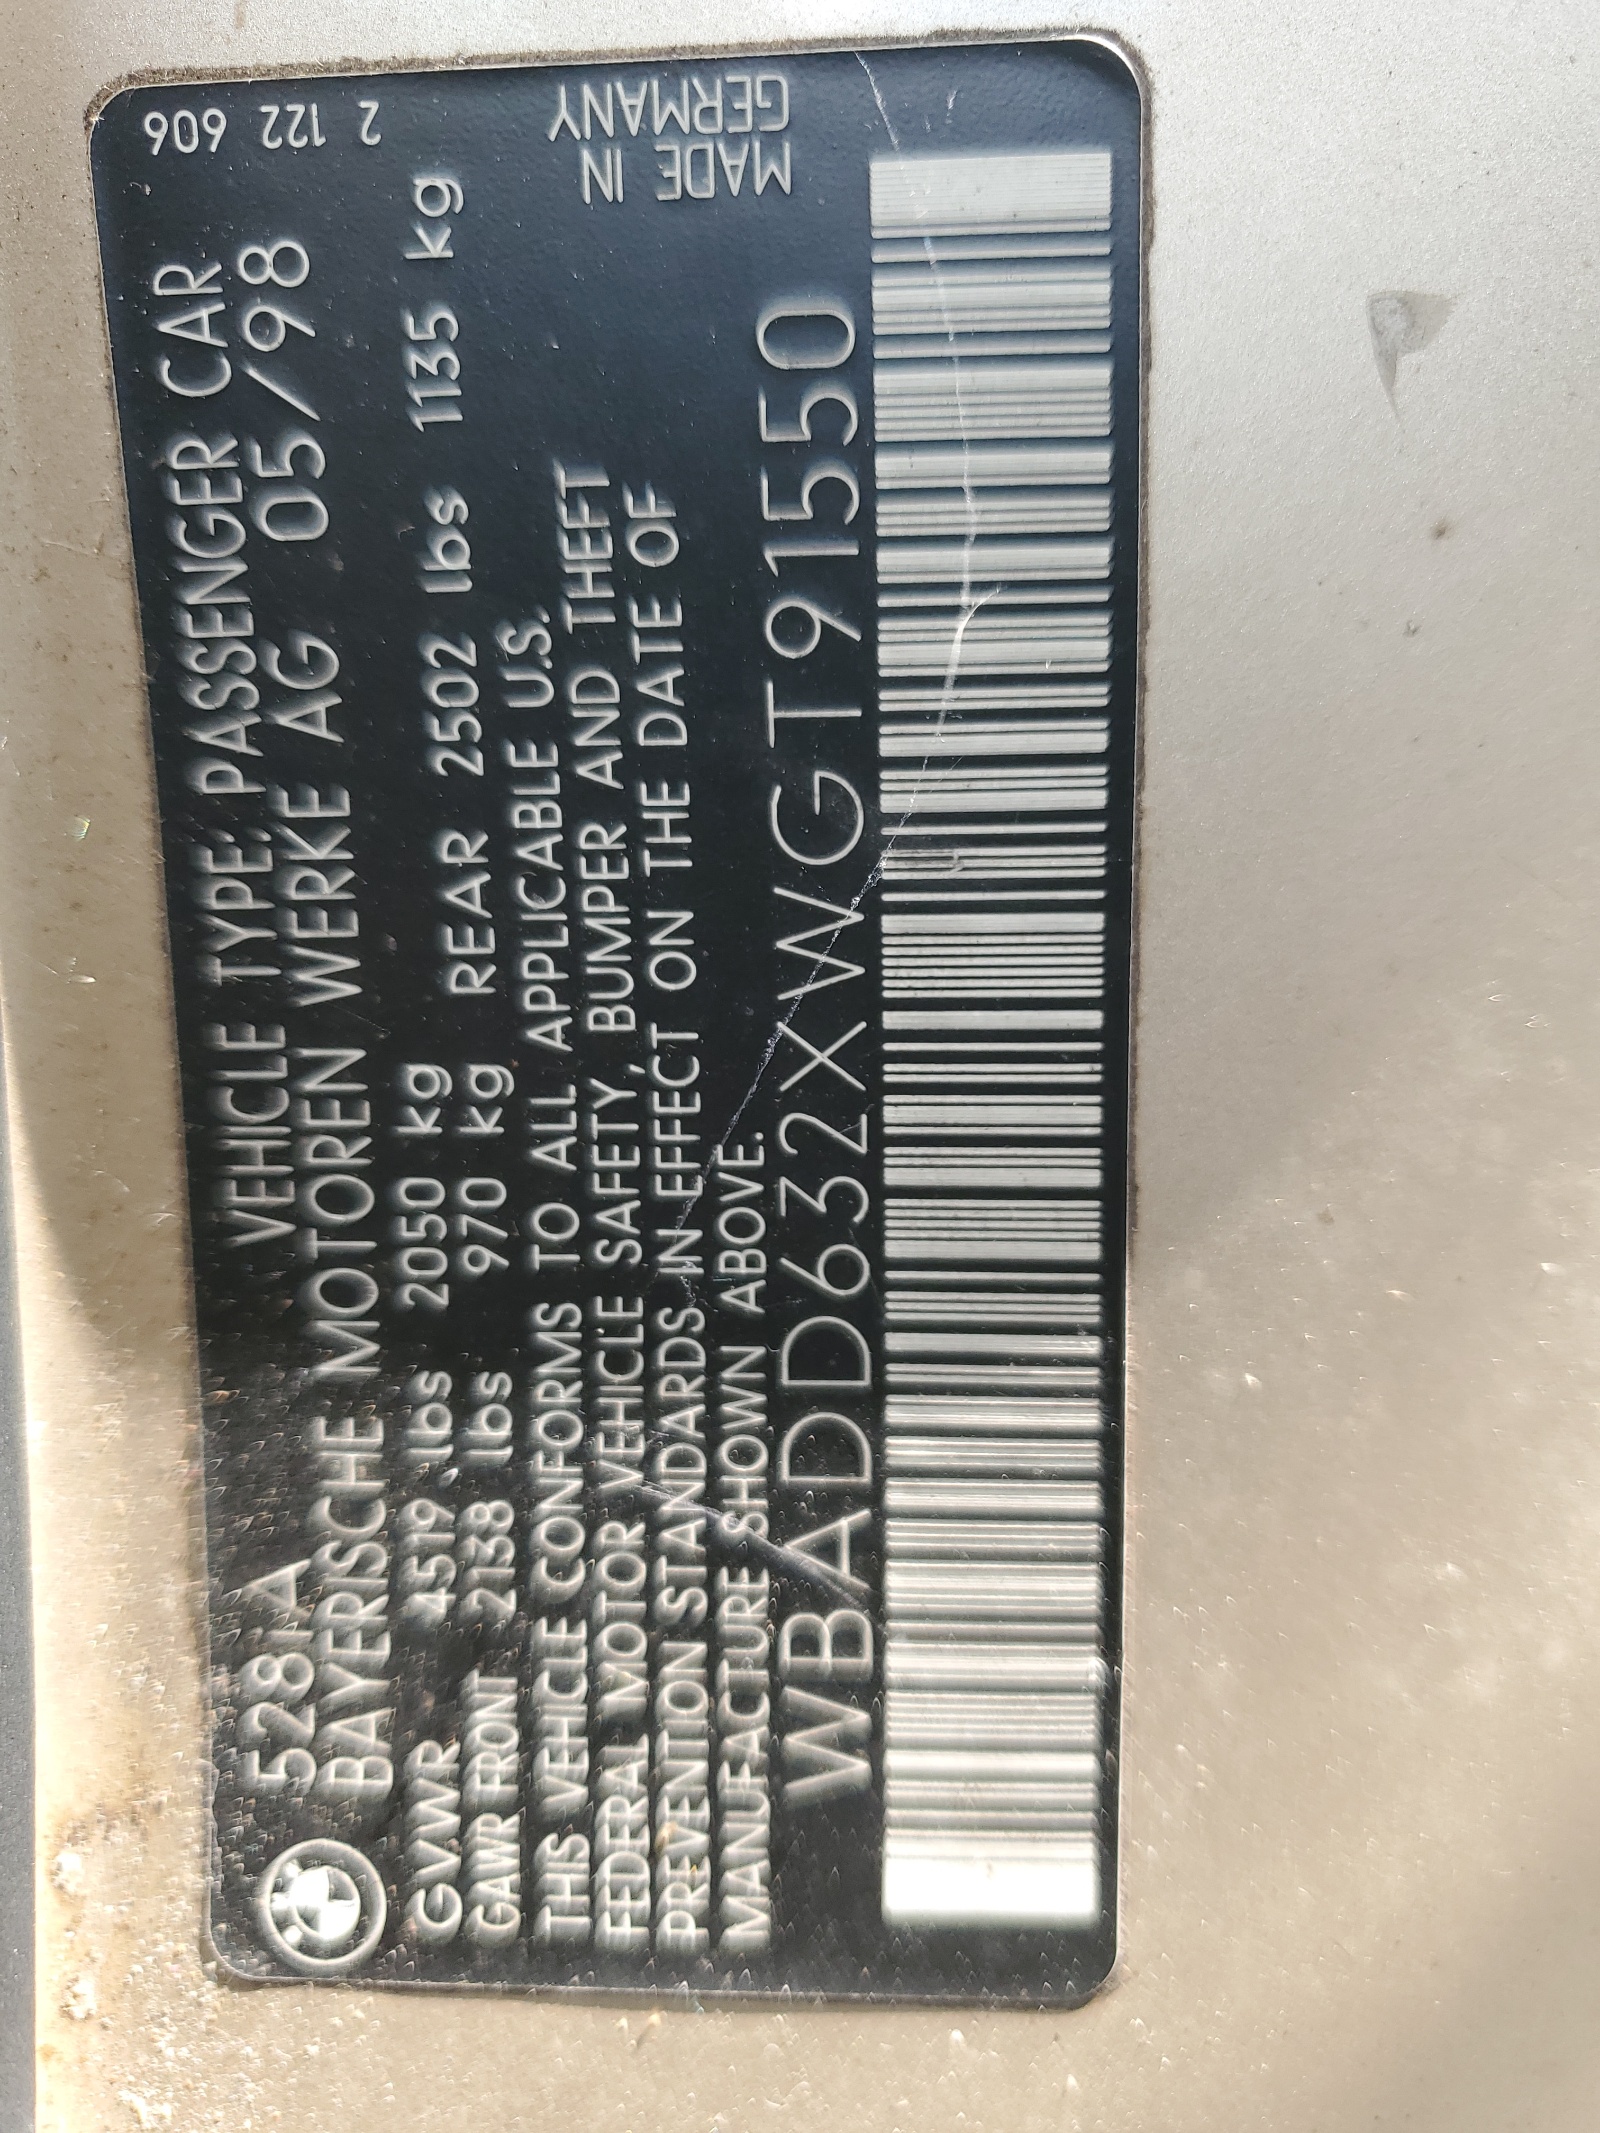 528IA VEHICLE TYPE: PASSENGER CAR
BAYERISCHE MOTOREN WERKE AG 05/98
GVWR 4519 lbs 2050 kg
GAWR FRONT 2138 lbs 970 kg REAR 2502 lbs 1135 kg
THIS VEHICLE CONFORMS TO ALL APPLICABLE U.S.
FEDERAL MOTOR VEHICLE SAFETY, BUMPER AND THEFT
PREVENTION STANDARDS IN EFFECT ON THE DATE OF
MANUFACTURE SHOWN ABOVE.
WBADD632XWGT91550
2 122 606
MADE IN
GERMANY